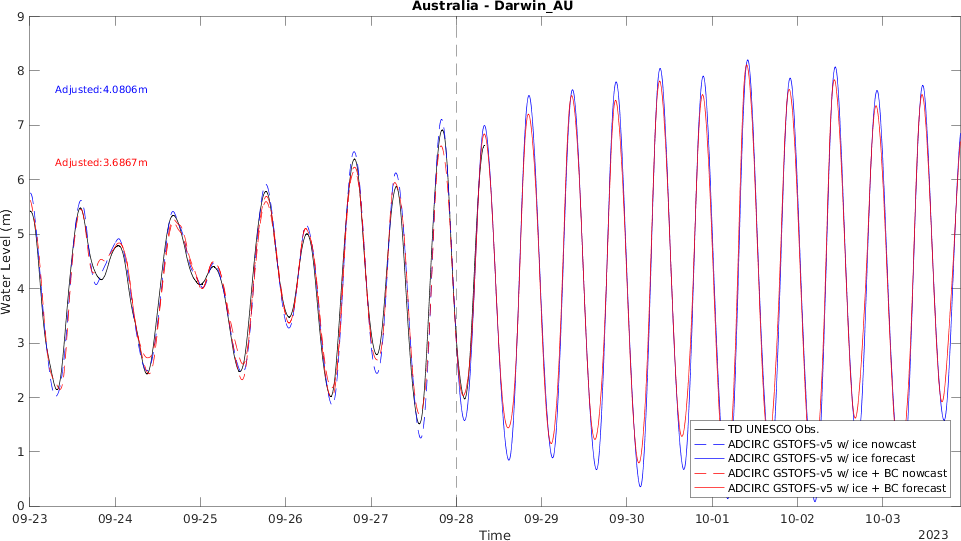 Australia - Darwin_AU
9
8
7
6
5
4
3
2
1
0
Water Level (m)
Adjusted:4.0806m
Adjusted:3.6867m
TD UNESCO Obs.
ADCIRC GSTOFS-v5 w/ ice nowcast
ADCIRC GSTOFS-v5 w/ ice forecast
ADCIRC GSTOFS-v5 w/ ice + BC nowcast
ADCIRC GSTOFS-v5 w/ ice + BC forecast
09-23 09-24 09-25 09-26 09-27 09-28 09-29 09-30 10-01 10-02 10-03
Time
2023